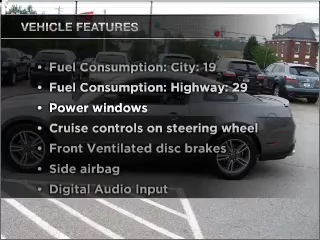 VEHICLE FEATURES
• Fuel Consumption: City: 19
• Fuel Consumption: Highway: 29
• Power windows
• Cruise controls on steering wheel
• Front Ventilated disc brakes
• Side airbag
• Digital Audio Input